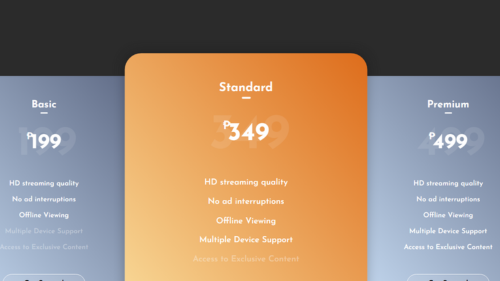 Basic
₱199
HD streaming quality
No ad interruptions
Offline Viewing
Multiple Device Support
Access to Exclusive Content
Standard
₱349
HD streaming quality
No ad interruptions
Offline Viewing
Multiple Device Support
Access to Exclusive Content
Premium
₱499
HD streaming quality
No ad interruptions
Offline Viewing
Multiple Device Support
Access to Exclusive Content